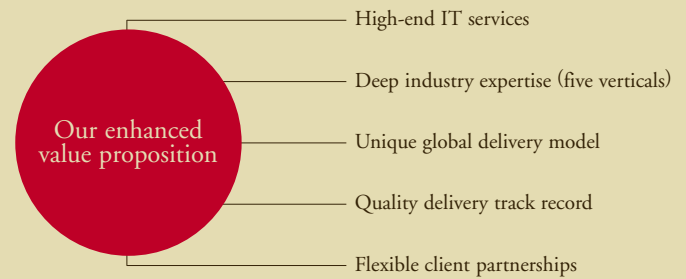 High-end IT services
Deep industry expertise (five verticals)
Our enhanced
value proposition
Unique global delivery model
Quality delivery track record
Flexible client partnerships